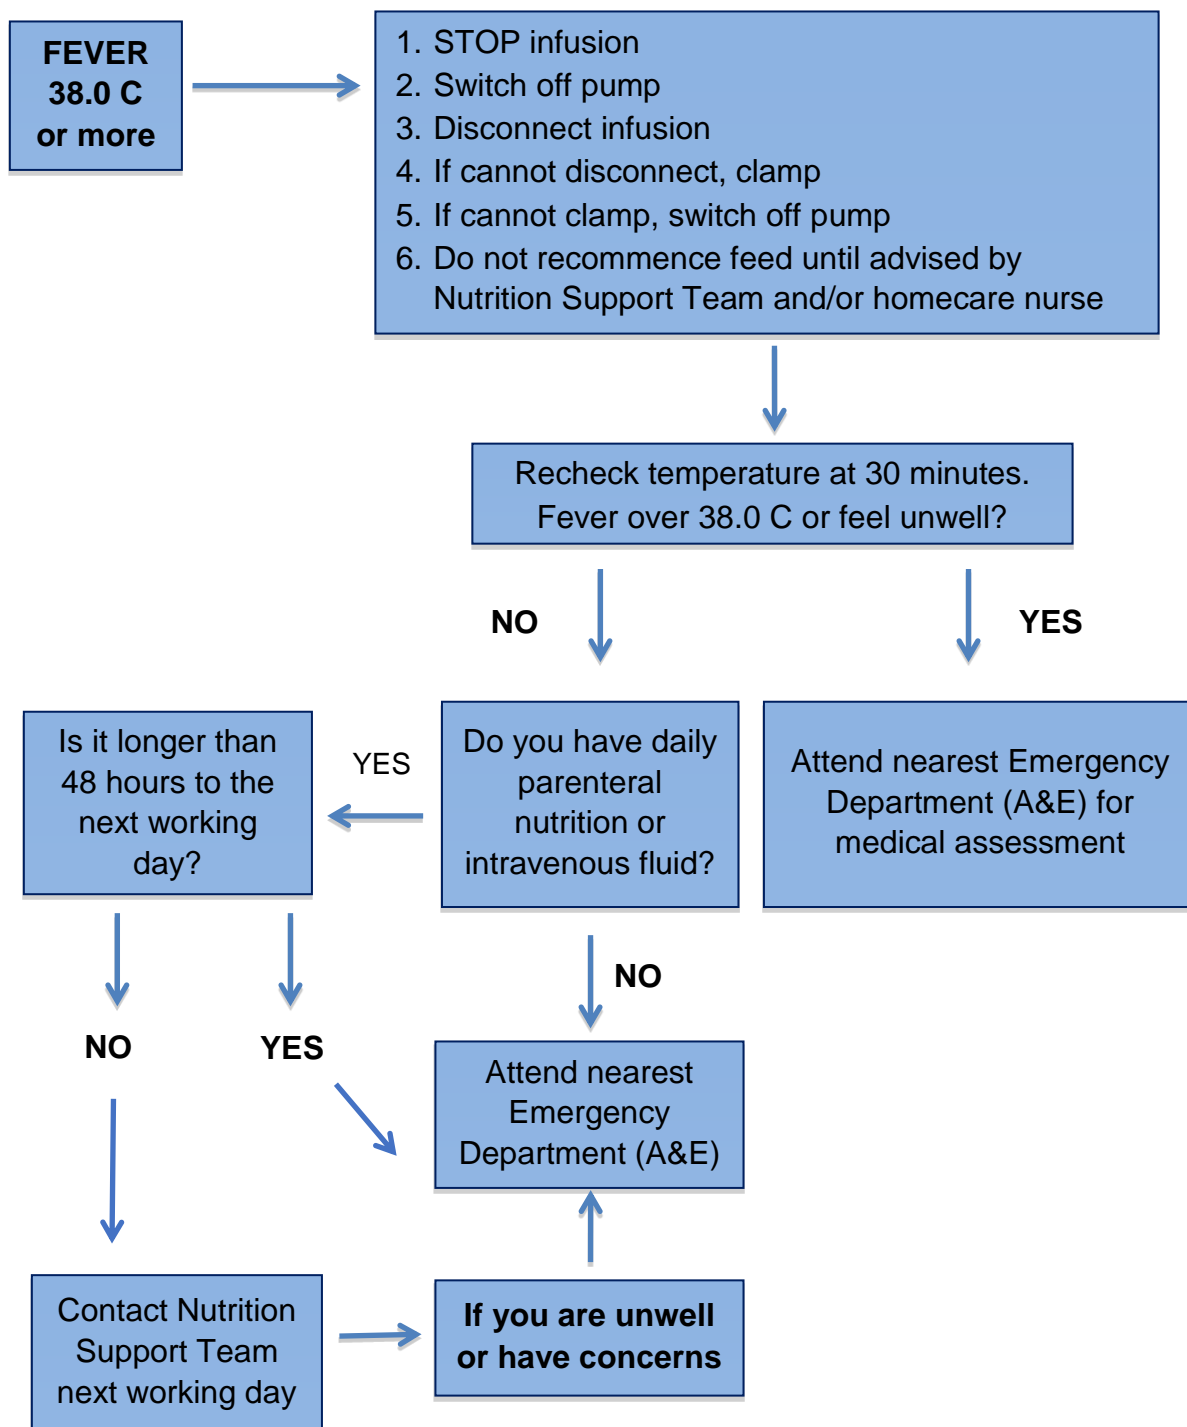 FEVER
38.0 C
or more
1. STOP infusion
2. Switch off pump
3. Disconnect infusion
4. If cannot disconnect, clamp
5. If cannot clamp, switch off pump
6. Do not recommence feed until advised by
Nutrition Support Team and/or homecare nurse
Recheck temperature at 30 minutes.
Fever over 38.0 C or feel unwell?
NO
YES
Is it longer than
48 hours to the
next working
day?
YES
Do you have daily
parenteral
nutrition or
intravenous fluid?
Attend nearest Emergency
Department (A&E) for
medical assessment
NO
NO
YES
Attend nearest
Emergency
Department (A&E)
Contact Nutrition
Support Team
next working day
If you are unwell
or have concerns